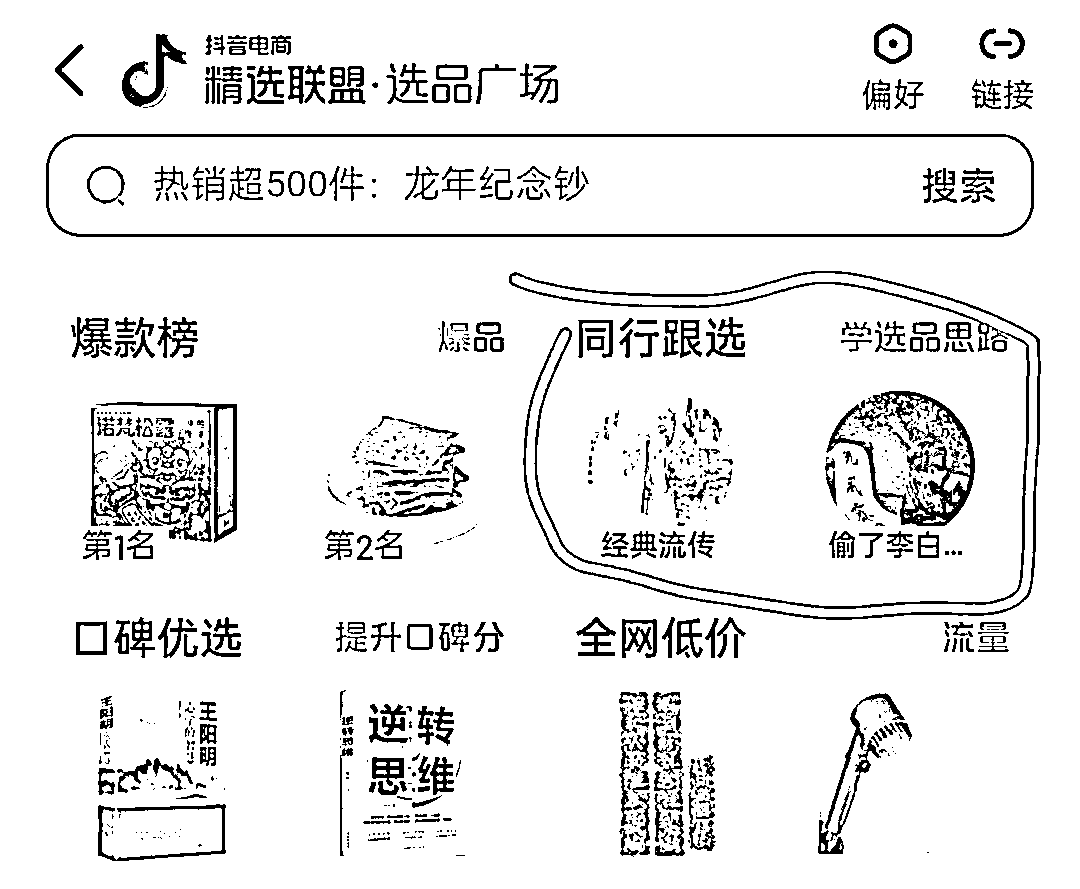 抖音电商
精选联盟·选品广场
偏好
链接
热销超500件：龙年纪念钞
搜索
爆款榜
爆品
同行跟选
学选品思路
诺梵松露
第1名
第2名
经典流传
偷了李白...
口碑优选
提升口碑分
全网低价
流量
王阳明
逆转
思维